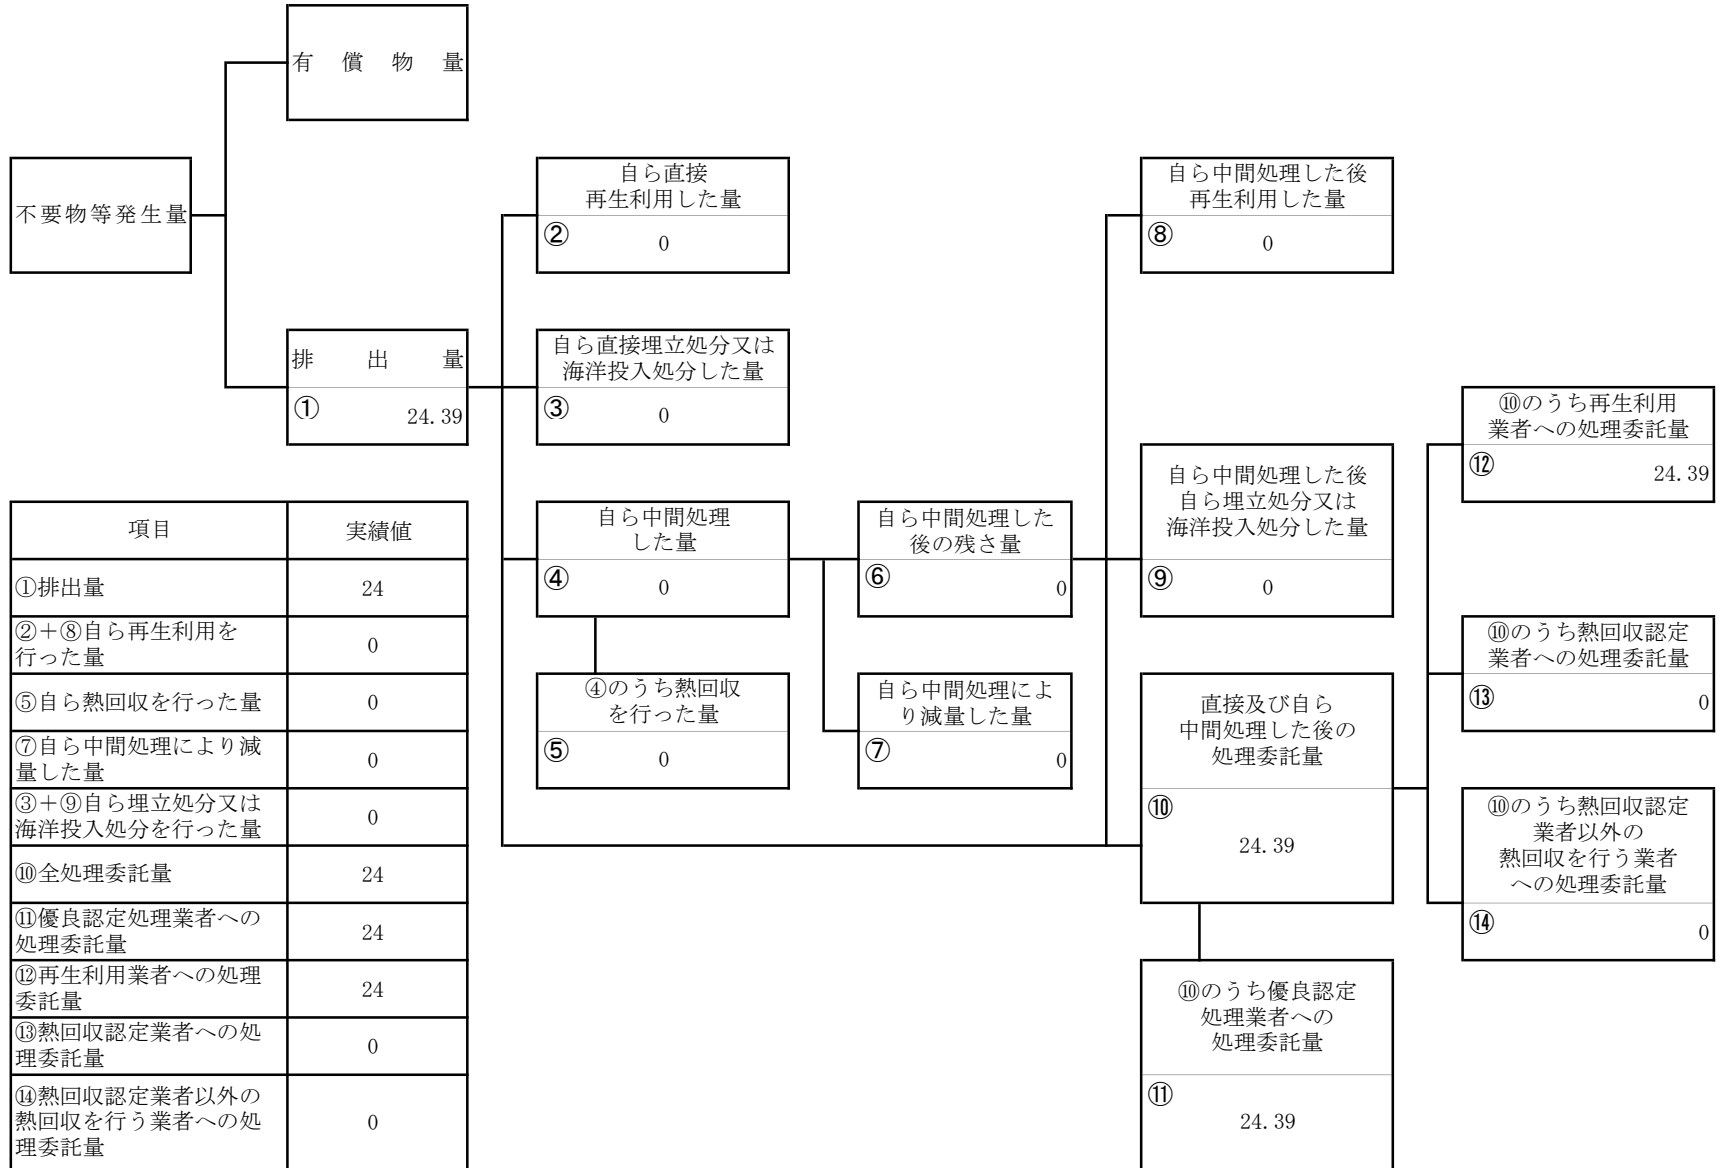 有償物量
不要物等発生量
排出量
①
24.39
自ら直接
再生利用した量
②
0
自ら直接埋立処分又は
海洋投入処分した量
③
0
自ら中間処理
した量
④
0
④のうち熱回収
を行った量
⑤
0
自ら中間処理した
後の残さ量
⑥
0
自ら中間処理によ
り減量した量
⑦
0
自ら中間処理した後
再生利用した量
⑧
0
自ら中間処理した後
自ら埋立処分又は
海洋投入処分した量
⑨
0
直接及び自ら
中間処理した後の
処理委託量
⑩
24.39
⑩のうち優良認定
処理業者への
処理委託量
⑪
24.39
⑩のうち再生利用
業者への処理委託量
⑫
24.39
⑩のうち熱回収認定
業者への処理委託量
⑬
0
⑩のうち熱回収認定
業者以外の
熱回収を行う業者
への処理委託量
⑭
0
項目 実績値
①排出量 24
②＋⑧自ら再生利用を
行った量 0
⑤自ら熱回収を行った量 0
⑦自ら中間処理により減
量した量 0
③＋⑨自ら埋立処分又は
海洋投入処分を行った量 0
⑩全処理委託量 24
⑪優良認定処理業者への
処理委託量 24
⑫再生利用業者への処理
委託量 24
⑬熱回収認定業者への処
理委託量 0
⑭熱回収認定業者以外の
熱回収を行う業者への処
理委託量 0